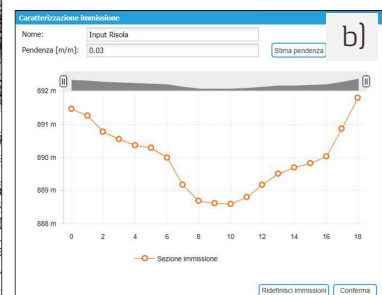 Caratterizzazione immissione
Nome: Input Risola
Pendenza [m/m]: 0.03 Stima pendenza
b)
892 m
891 m
890 m
889 m
888 m
0 2 4 6 8 10 12 14 16 18
Sezione immissione
Ridefinisci immissioni Conferma